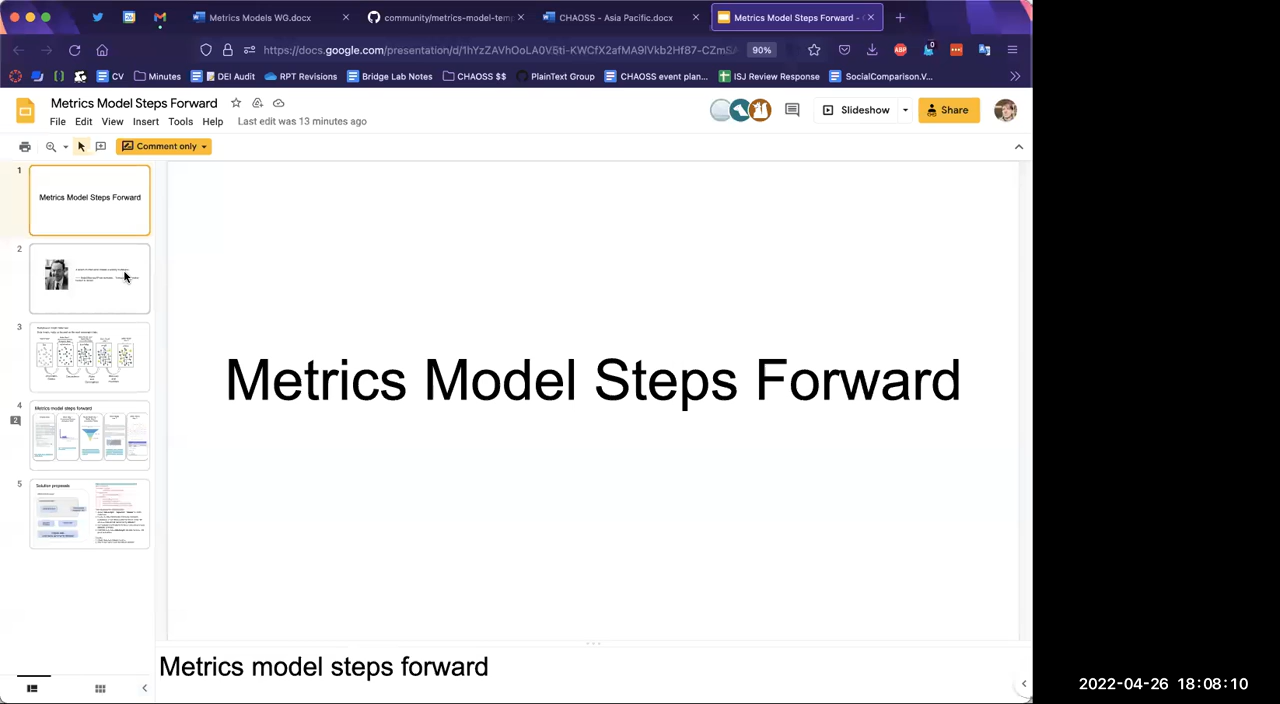 Metrics Models WG.docx
community/metrics-model-temp
CHAOSS - Asia Pacific.docx
Metrics Model Steps Forward -
https://docs.google.com/presentation/d/1hYzZAVhOoLA0V5ti-KWCfX2afMA9lVkb2Hf87-CZmSA
90%
CV
Minutes
DEI Audit
RPT Revisions
Bridge Lab Notes
CHAOSS $$
PlainText Group
CHAOSS event plan...
ISJ Review Response
SocialComparison.V...
Metrics Model Steps Forward
File Edit View Insert Tools Help Last edit was 13 minutes ago
Slideshow
Share
Comment only
1
Metrics Model Steps Forward
2
3
4
2
Metrics model steps forward
5
Solution proposals
Metrics Model Steps Forward
Metrics model steps forward
2022-04-26 18:08:10